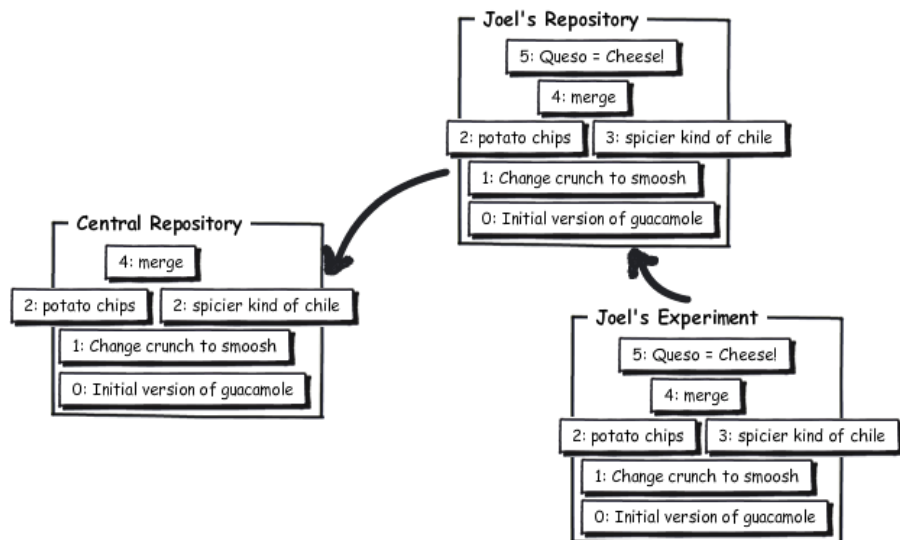 Joel's Repository
5: Queso = Cheese!
4: merge
2: potato chips
3: spicier kind of chile
1: Change crunch to smoosh
0: Initial version of guacamole
Central Repository
4: merge
2: potato chips
2: spicier kind of chile
1: Change crunch to smoosh
0: Initial version of guacamole
Joel's Experiment
5: Queso = Cheese!
4: merge
2: potato chips
3: spicier kind of chile
1: Change crunch to smoosh
0: Initial version of guacamole